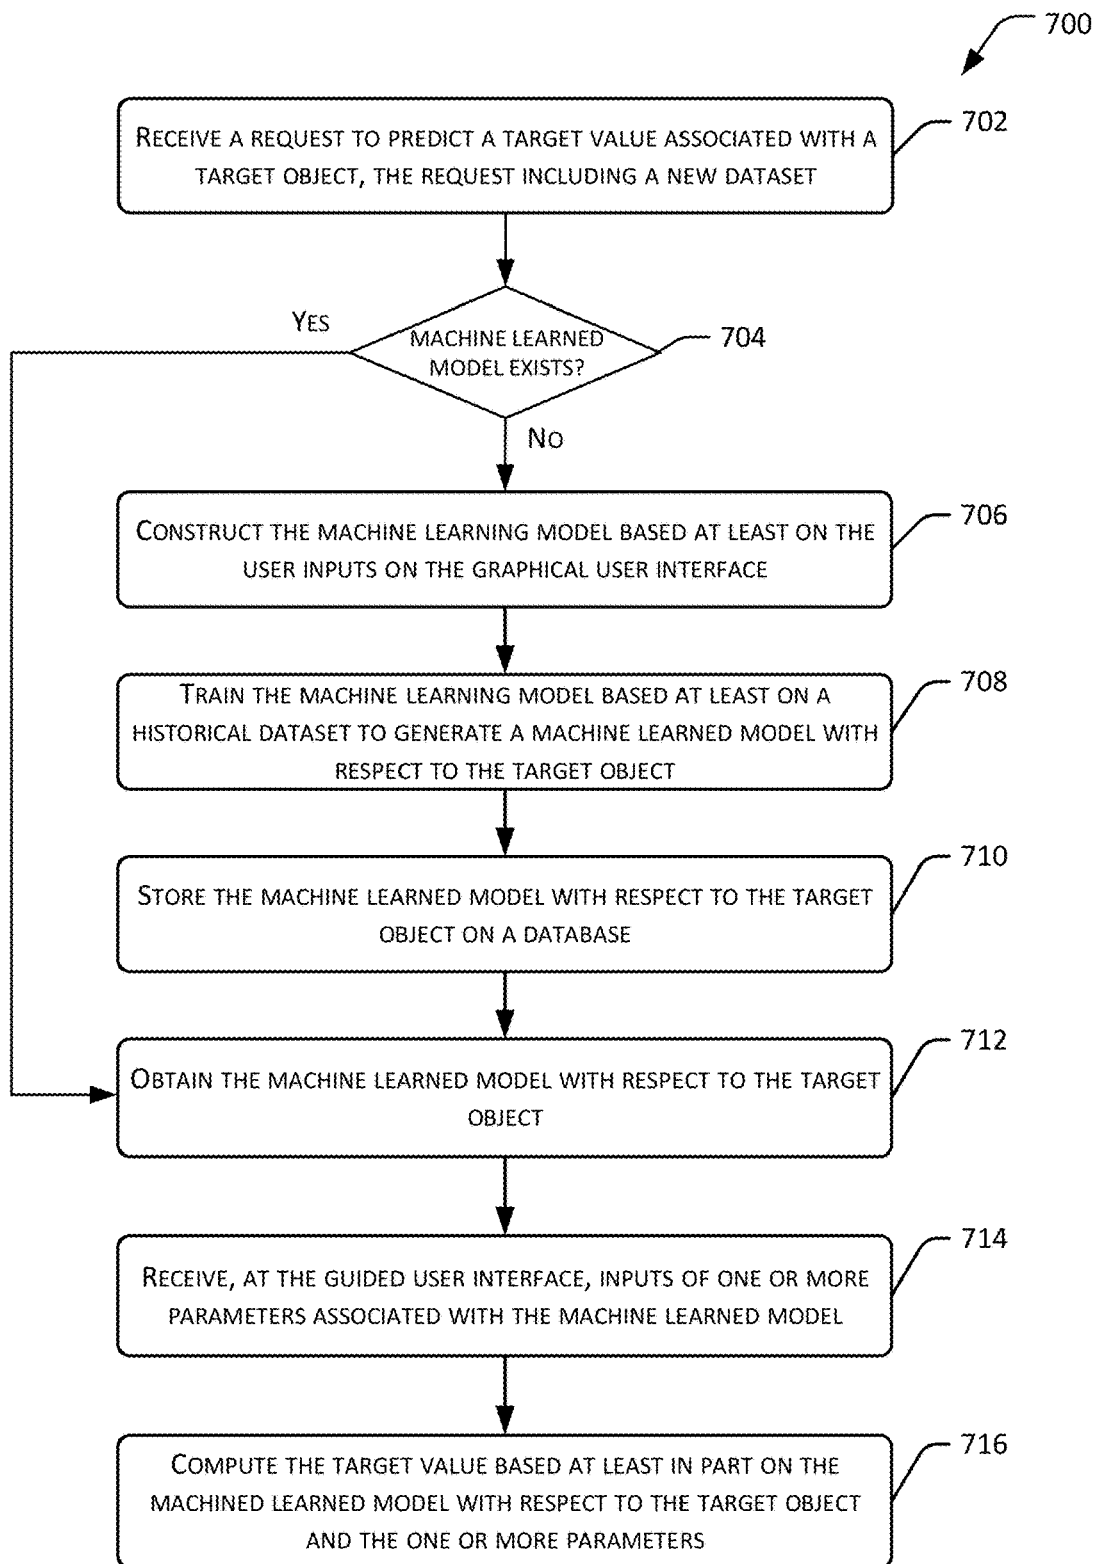 700
RECEIVE A REQUEST TO PREDICT A TARGET VALUE ASSOCIATED WITH A
TARGET OBJECT, THE REQUEST INCLUDING A NEW DATASET
702
YES
MACHINE LEARNED
MODEL EXISTS?
704
NO
CONSTRUCT THE MACHINE LEARNING MODEL BASED AT LEAST ON THE
USER INPUTS ON THE GRAPHICAL USER INTERFACE
706
TRAIN THE MACHINE LEARNING MODEL BASED AT LEAST ON A
HISTORICAL DATASET TO GENERATE A MACHINE LEARNED MODEL WITH
RESPECT TO THE TARGET OBJECT
708
STORE THE MACHINE LEARNED MODEL WITH RESPECT TO THE TARGET
OBJECT ON A DATABASE
710
OBTAIN THE MACHINE LEARNED MODEL WITH RESPECT TO THE TARGET
OBJECT
712
RECEIVE, AT THE GUIDED USER INTERFACE, INPUTS OF ONE OR MORE
PARAMETERS ASSOCIATED WITH THE MACHINE LEARNED MODEL
714
COMPUTE THE TARGET VALUE BASED AT LEAST IN PART ON THE
MACHINED LEARNED MODEL WITH RESPECT TO THE TARGET OBJECT
AND THE ONE OR MORE PARAMETERS
716